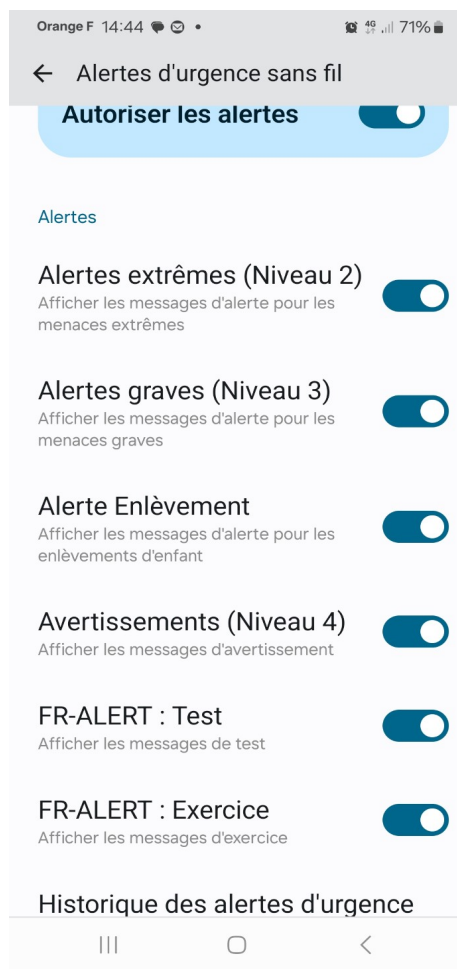 Orange F 14:44
4G
71%
Alertes d'urgence sans fil
Autoriser les alertes
Alertes
Alertes extrêmes (Niveau 2)
Afficher les messages d'alerte pour les
menaces extrêmes
Alertes graves (Niveau 3)
Afficher les messages d'alerte pour les
menaces graves
Alerte Enlèvement
Afficher les messages d'alerte pour les
enlèvements d'enfant
Avertissements (Niveau 4)
Afficher les messages d'avertissement
FR-ALERT : Test
Afficher les messages de test
FR-ALERT : Exercice
Afficher les messages d'exercice
Historique des alertes d'urgence